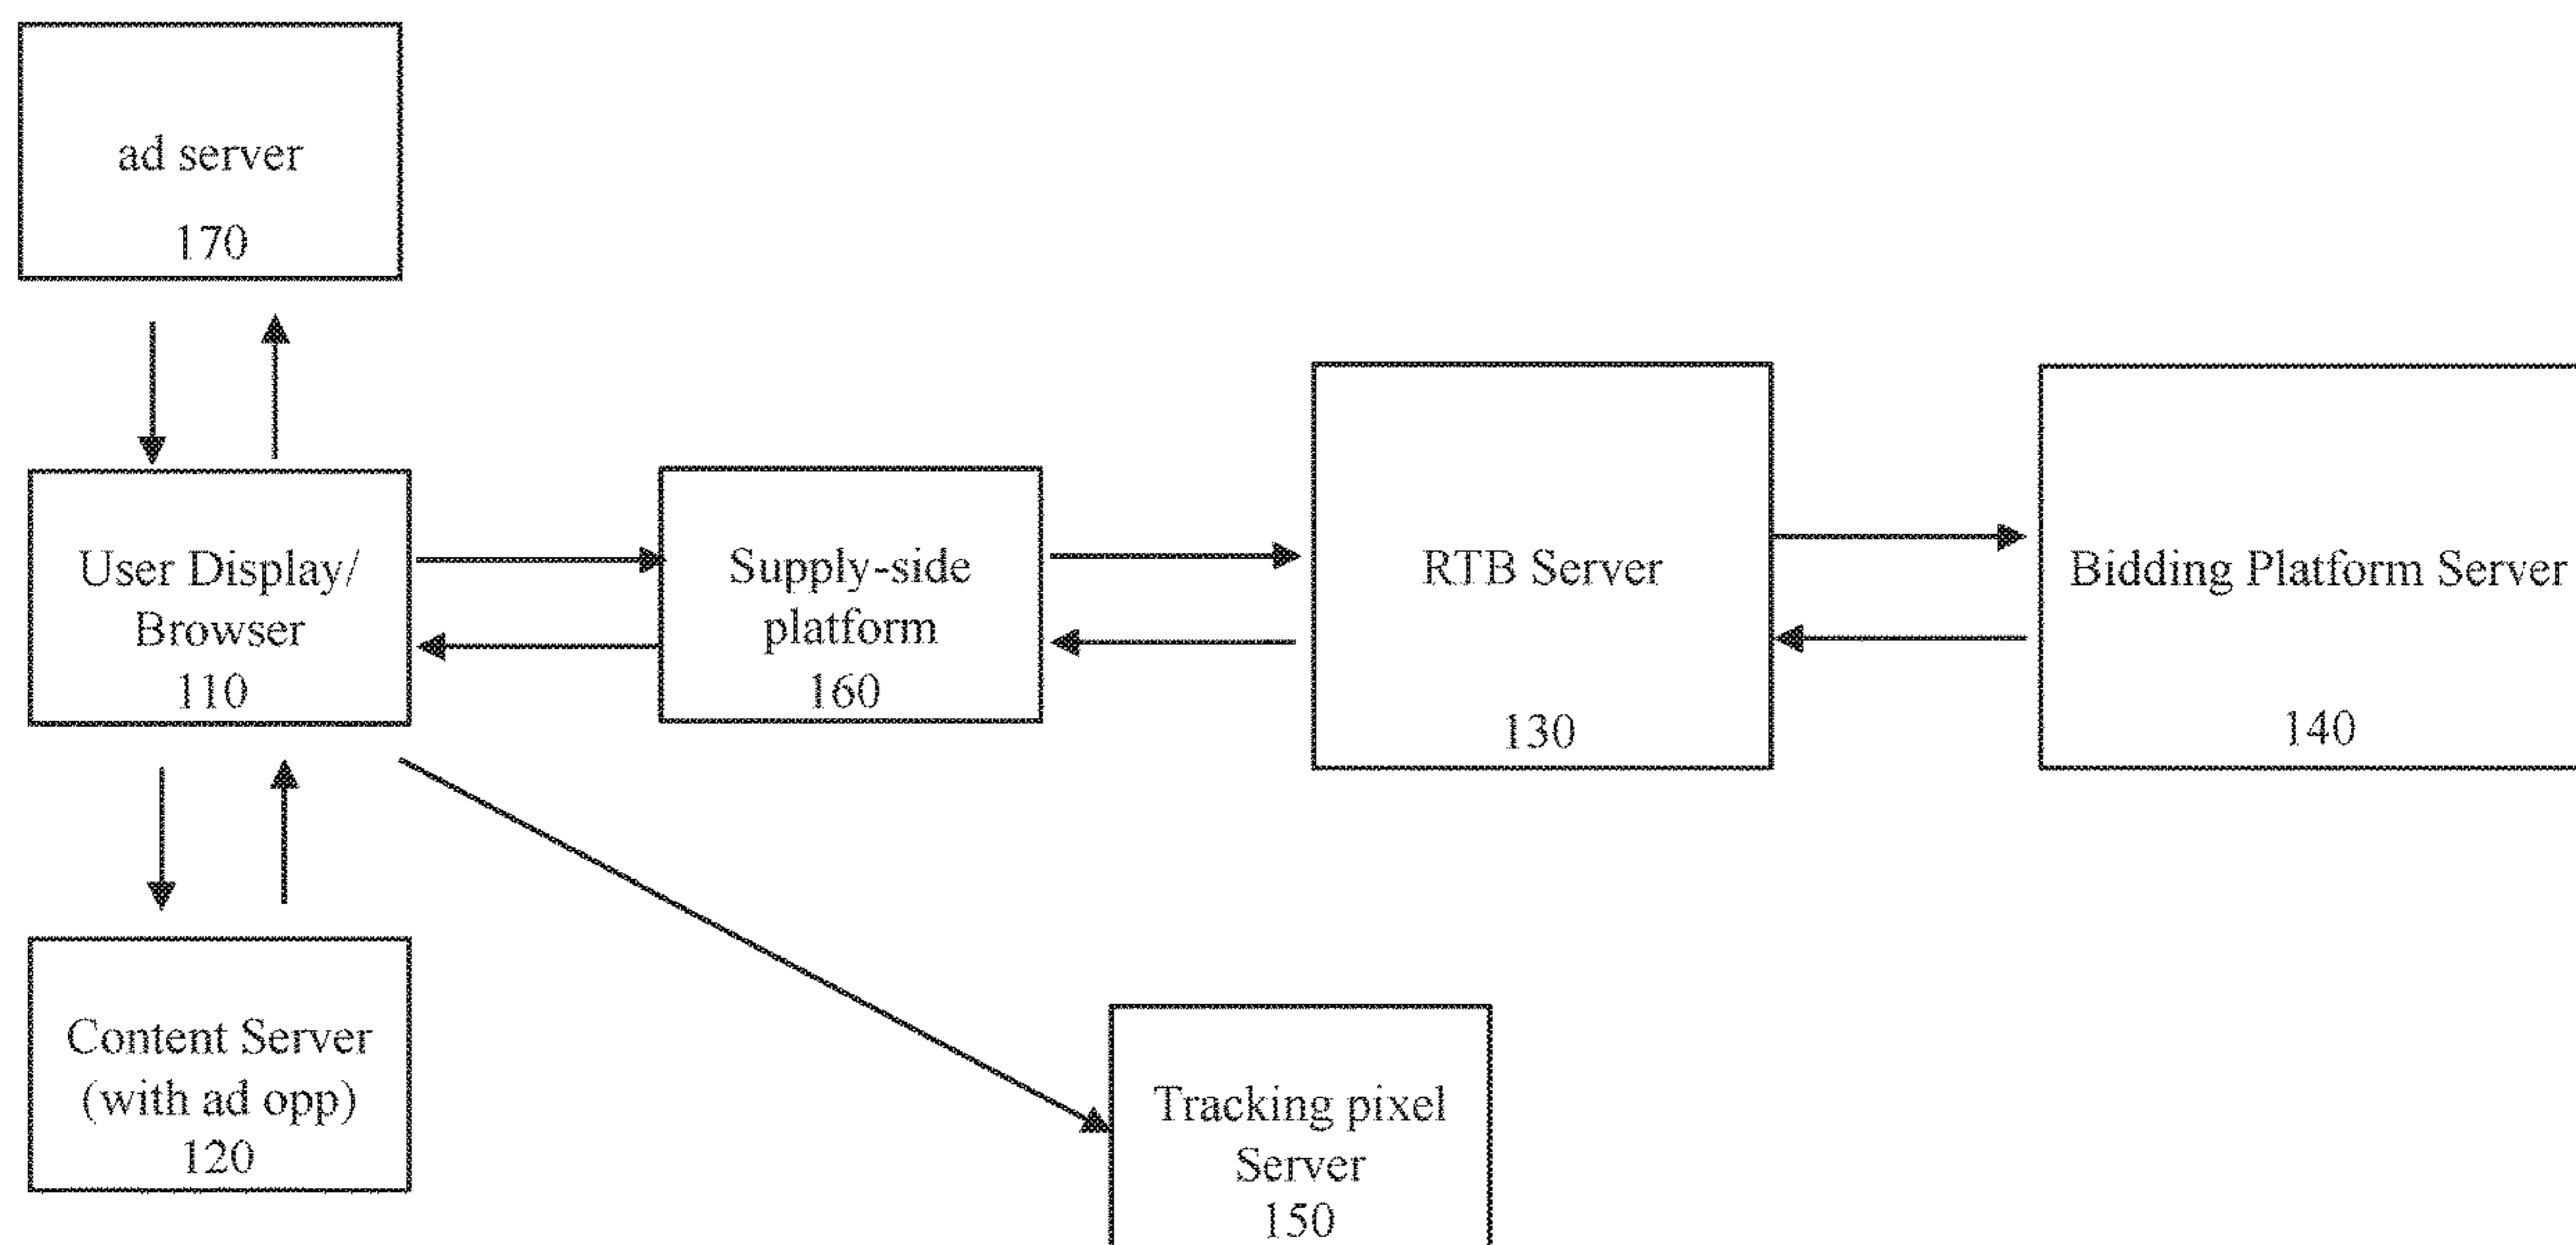 ad server
170
User Display/
Browser
110
Supply-side
platform
160
RTB Server
130
Bidding Platform Server
140
Content Server
(with ad opp)
120
Tracking pixel
Server
150